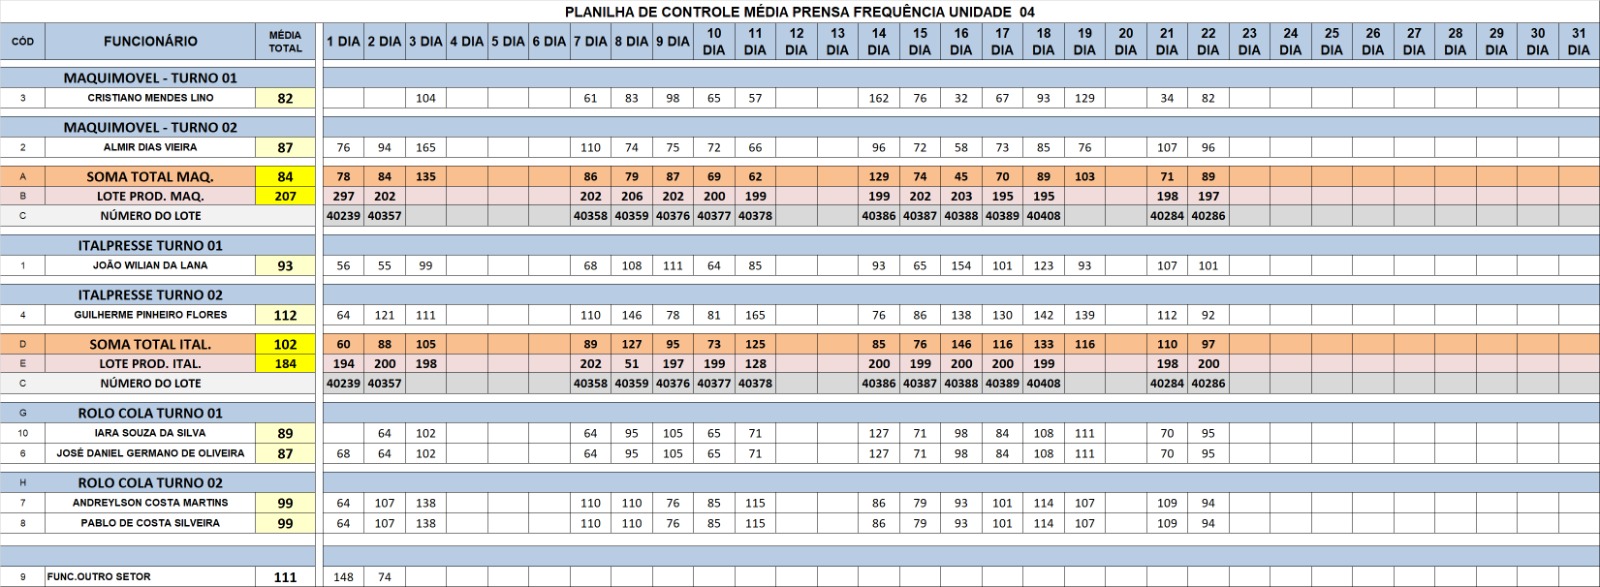 PLANILHA DE CONTROLE MÉDIA PRENSA FREQUÊNCIA UNIDADE 04
CÓD FUNCIONÁRIO MÉDIA TOTAL 1 DIA 2 DIA 3 DIA 4 DIA 5 DIA 6 DIA 7 DIA 8 DIA 9 DIA 10 DIA 11 DIA 12 DIA 13 DIA 14 DIA 15 DIA 16 DIA 17 DIA 18 DIA 19 DIA 20 DIA 21 DIA 22 DIA 23 DIA 24 DIA 25 DIA 26 DIA 27 DIA 28 DIA 29 DIA 30 DIA 31 DIA
MAQUIMOVEL - TURNO 01
3 CRISTIANO MENDES LINO 82 104 61 83 98 65 57 162 76 32 67 93 129 34 82
MAQUIMOVEL - TURNO 02
2 ALMIR DIAS VIEIRA 87 76 94 165 110 74 75 72 66 96 72 58 73 85 76 107 96
A SOMA TOTAL MAQ. 84 78 84 135 86 79 87 69 62 129 74 45 70 89 103 71 89
B LOTE PROD. MAQ. 207 297 202 202 206 202 200 199 199 202 203 195 195 198 197
C NÚMERO DO LOTE 40239 40357 40358 40359 40376 40377 40378 40386 40387 40388 40389 40408 40284 40286
ITALPRESSE TURNO 01
1 JOÃO WILIAN DA LANA 93 56 55 99 68 108 111 64 85 93 65 154 101 123 93 107 101
ITALPRESSE TURNO 02
4 GUILHERME PINHEIRO FLORES 112 64 121 111 110 146 78 81 165 76 86 138 130 142 139 112 92
D SOMA TOTAL ITAL. 102 60 88 105 89 127 95 73 125 85 76 146 116 133 116 110 97
E LOTE PROD. ITAL. 184 194 200 198 202 51 197 199 128 200 199 200 200 199 198 200
C NÚMERO DO LOTE 40239 40357 40358 40359 40376 40377 40378 40386 40387 40388 40389 40408 40284 40286
G ROLO COLA TURNO 01
10 IARA SOUZA DA SILVA 89 64 102 64 95 105 65 71 127 71 98 84 108 111 70 95
6 JOSÉ DANIEL GERMANO DE OLIVEIRA 87 68 64 102 64 95 105 65 71 127 71 98 84 108 111 70 95
H ROLO COLA TURNO 02
7 ANDREYLSON COSTA MARTINS 99 64 107 138 110 110 76 85 115 86 79 93 101 114 107 109 94
8 PABLO DE COSTA SILVEIRA 99 64 107 138 110 110 76 85 115 86 79 93 101 114 107 109 94
9 FUNC.OUTRO SETOR 111 148 74